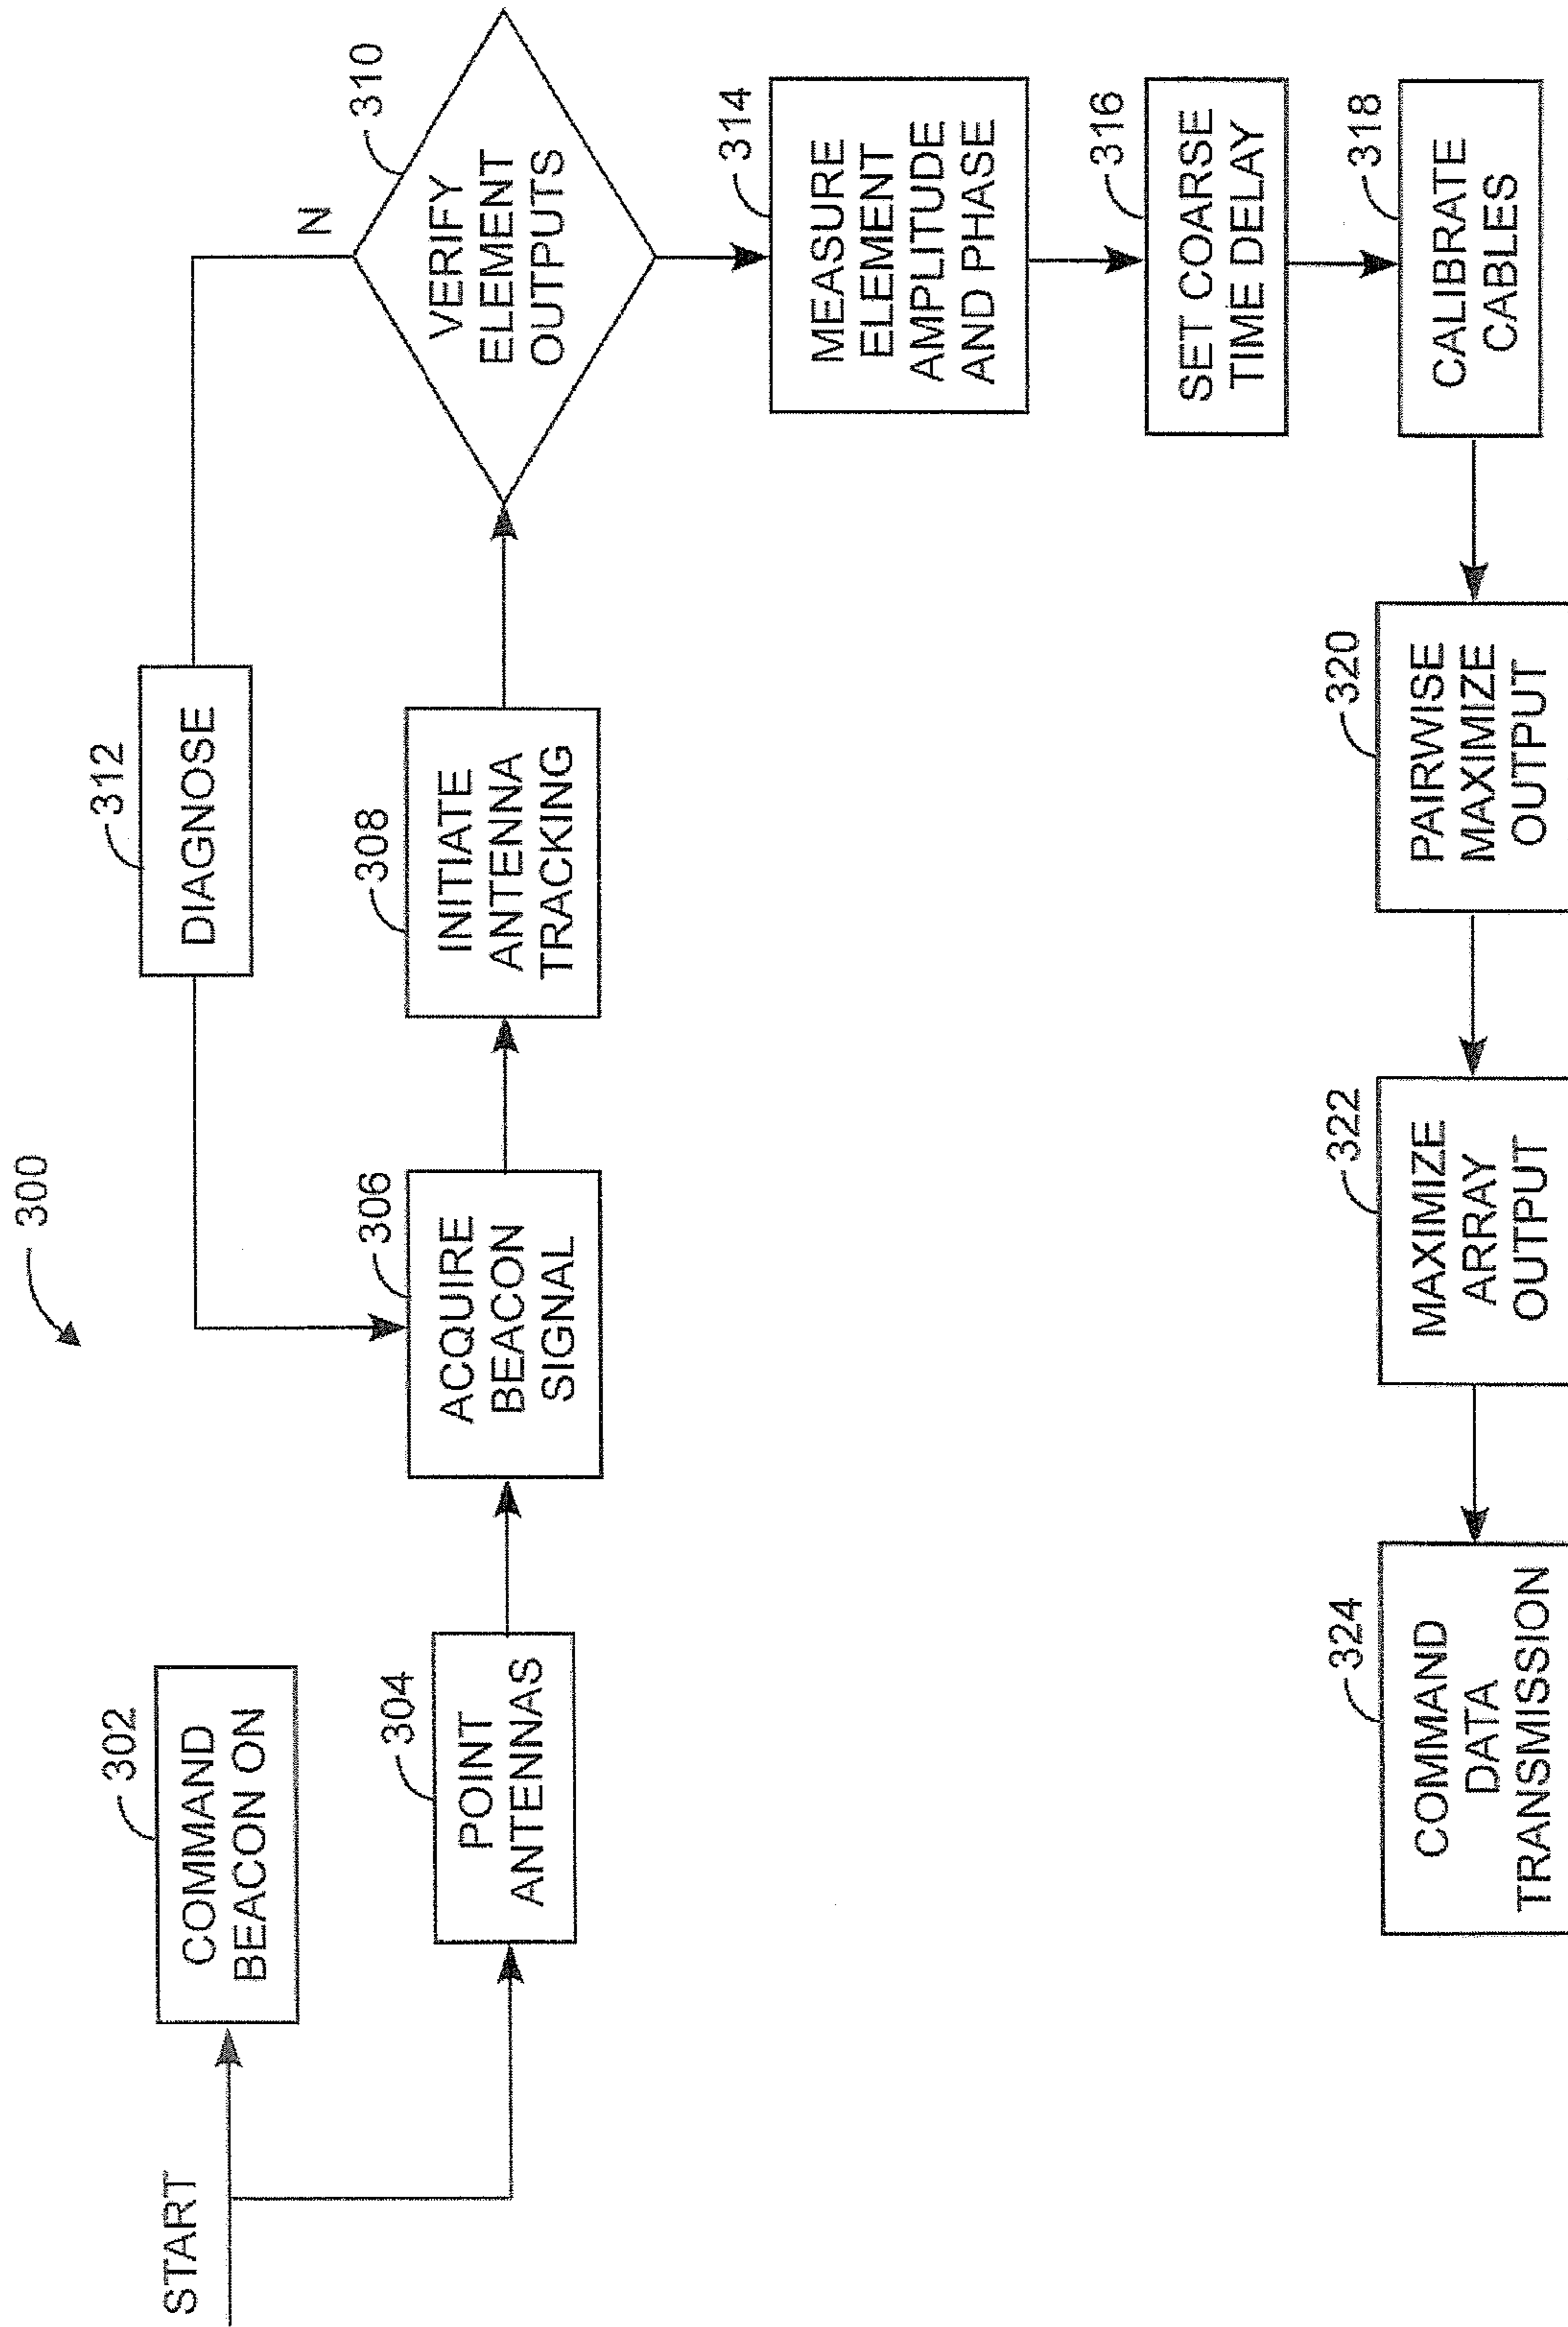 300
START
302
COMMAND
BEACON ON
304
POINT
ANTENNAS
306
ACQUIRE
BEACON
SIGNAL
312
DIAGNOSE
308
INITIATE
ANTENNA
TRACKING
N
310
VERIFY
ELEMENT
OUTPUTS
314
MEASURE
ELEMENT
AMPLITUDE
AND PHASE
316
SET COARSE
TIME DELAY
318
CALIBRATE
CABLES
320
PAIRWISE
MAXIMIZE
OUTPUT
322
MAXIMIZE
ARRAY
OUTPUT
324
COMMAND
DATA
TRANSMISSION